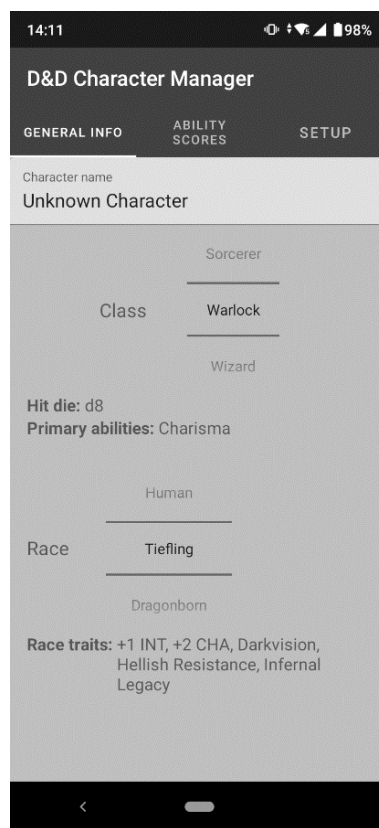 14:11
98%
D&D Character Manager
GENERAL INFO
ABILITY
SCORES
SETUP
Character name
Unknown Character
Sorcerer
Class
Warlock
Wizard
Hit die: d8
Primary abilities: Charisma
Human
Race
Tiefling
Dragonborn
Race traits: +1 INT, +2 CHA, Darkvision,
Hellish Resistance, Infernal
Legacy